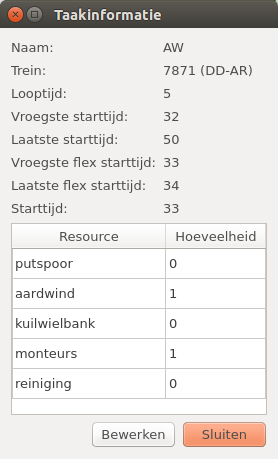 Taakinformatie
Naam: AW
Trein: 7871 (DD-AR)
Looptijd: 5
Vroegste starttijd: 32
Laatste starttijd: 50
Vroegste flex starttijd: 33
Laatste flex starttijd: 34
Starttijd: 33
Resource Hoeveelheid
putspoor 0
aardwind 1
kuilwielbank 0
monteurs 1
reiniging 0
Bewerken Sluiten